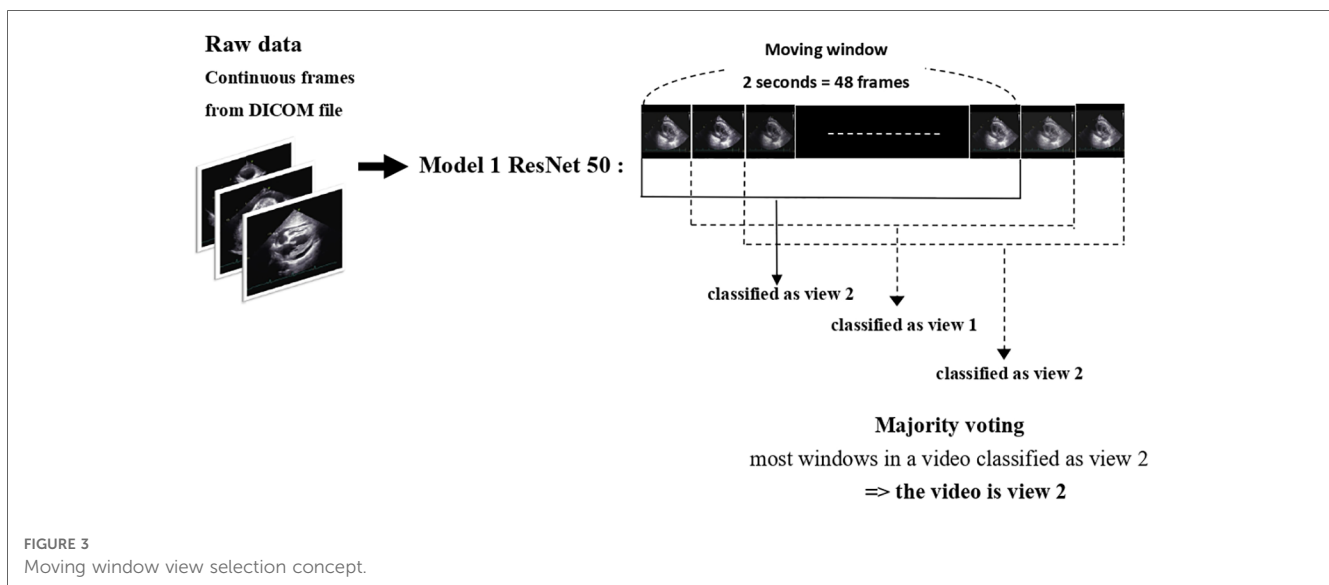 Raw data
Continuous frames
from DICOM file
Model 1 ResNet 50 :
Moving window
2 seconds = 48 frames
classified as view 2
classified as view 1
classified as view 2
Majority voting
most windows in a video classified as view 2
=> the video is view 2
FIGURE 3
Moving window view selection concept.